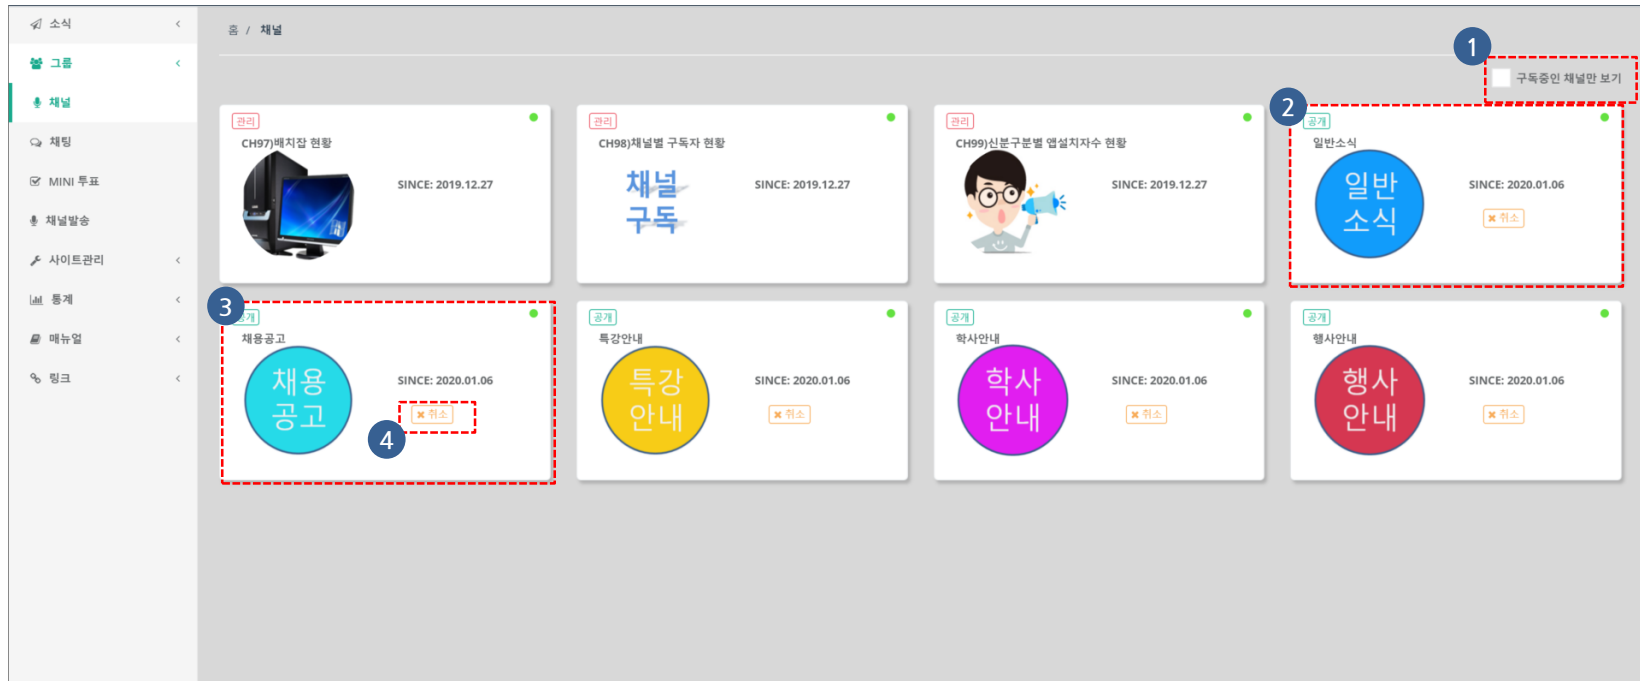 소식
그룹
채널
채팅
MINI 투표
채널발송
사이트관리
통계
매뉴얼
링크
홈 / 채널
1
구독중인 채널만 보기
관리
CH97)배치잡 현황
SINCE: 2019.12.27
관리
CH98)채널별 구독자 현황
채널
구독
SINCE: 2019.12.27
관리
CH99)신분구분별 앱설치자수 현황
SINCE: 2019.12.27
2
공개
일반소식
일반
소식
SINCE: 2020.01.06
취소
3
공개
채용공고
채용
공고
SINCE: 2020.01.06
취소
4
공개
특강안내
특강
안내
SINCE: 2020.01.06
취소
공개
학사안내
학사
안내
SINCE: 2020.01.06
취소
공개
행사안내
행사
안내
SINCE: 2020.01.06
취소